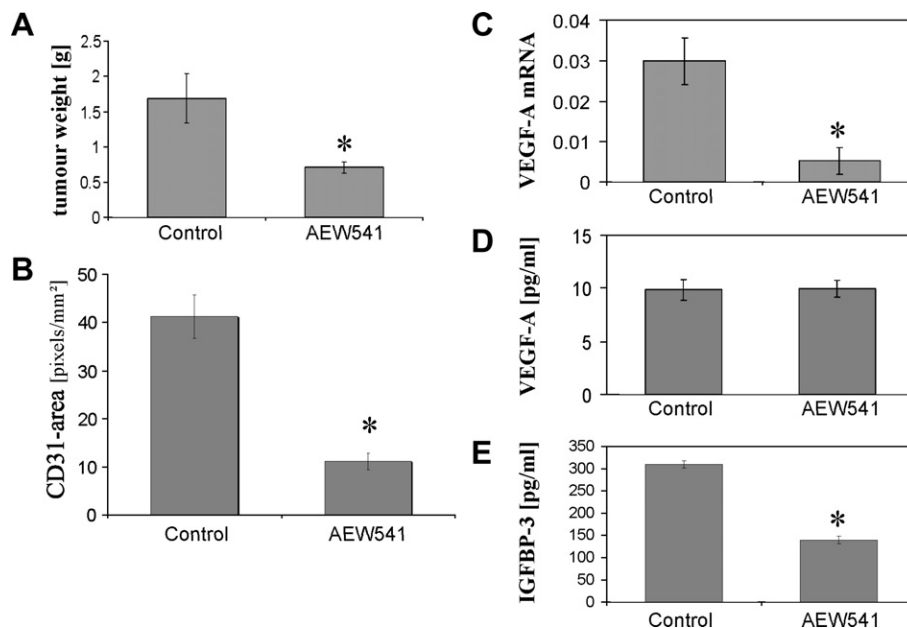 A
tumour weight [g]
2.5
2
1.5
1
0.5
0
*
Control
AEW541
B
CD31-area [pixels/mm²]
50
40
30
20
10
0
*
Control
AEW541
C
VEGF-A mRNA
0.04
0.03
0.02
0.01
0
*
Control
AEW541
D
VEGF-A [pg/ml]
15
10
5
0
Control
AEW541
E
IGFBP-3 [pg/ml]
350
300
250
200
150
100
50
0
*
Control
AEW541